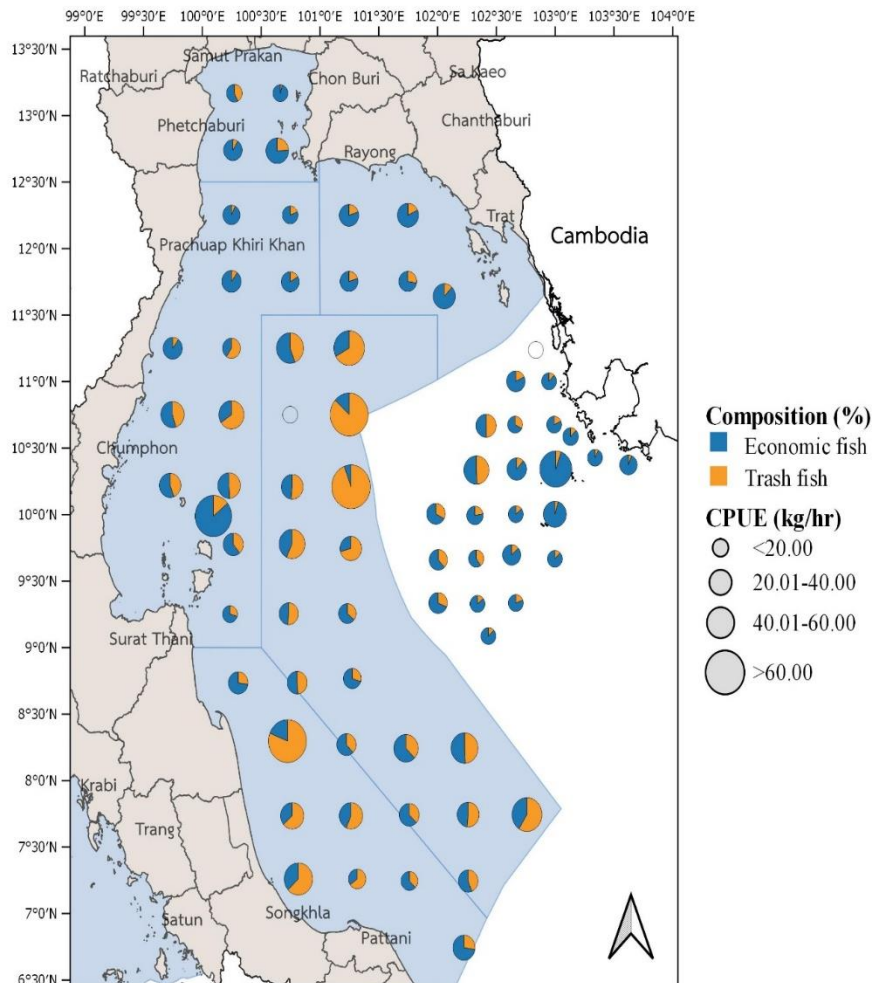 99°0'E 99°30'E 100°0'E 100°30'E 101°0'E 101°30'E 102°0'E 102°30'E 103°0'E 103°30'E 104°0'E
13°30'N
13°0'N
12°30'N
12°0'N
11°30'N
11°0'N
10°30'N
10°0'N
9°30'N
9°0'N
8°30'N
8°0'N
7°30'N
7°0'N
6°30'N
Samut Prakan
Ratchaburi
Chon Buri
Sa Kaeo
Phetchaburi
Chanthaburi
Rayong
Trat
Cambodia
Prachuap Khiri Khan
Chumphon
Surat Thani
Krabi
Trang
Satun
Songkhla
Pattani
Composition (%)
Economic fish
Trash fish
CPUE (kg/hr)
<20.00
20.01-40.00
40.01-60.00
>60.00